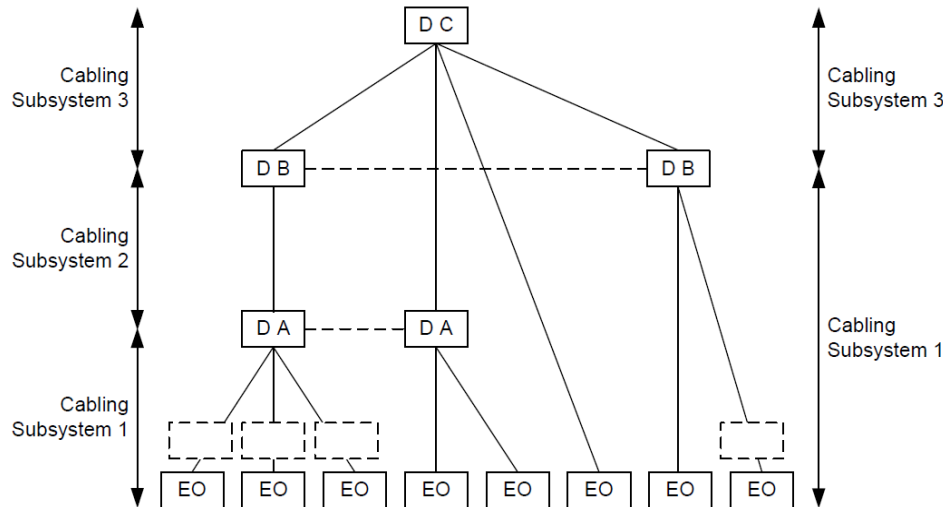 D C
Cabling
Subsystem 3
Cabling
Subsystem 3
D B
D B
Cabling
Subsystem 2
D A
D A
Cabling
Subsystem 1
Cabling
Subsystem 1
EO
EO
EO
EO
EO
EO
EO
EO